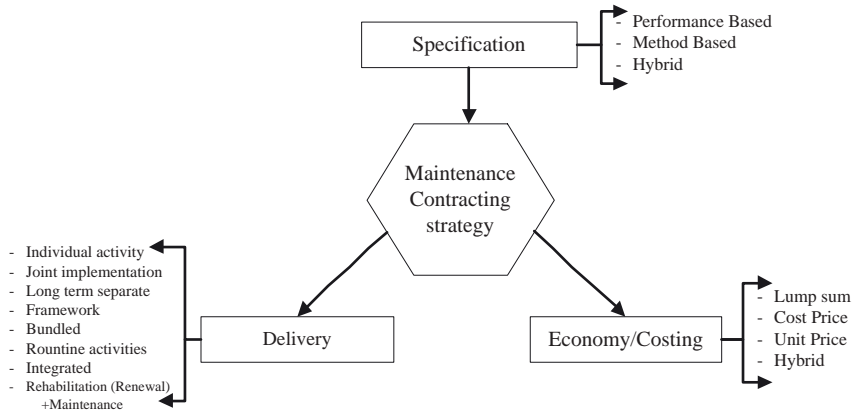 Specification
- Performance Based
- Method Based
- Hybrid
Maintenance
Contracting
strategy
- Individual activity
- Joint implementation
- Long term separate
- Framework
- Bundled
- Rountine activities
- Integrated
- Rehabilitation (Renewal)
+Maintenance
Delivery
Economy/Costing
- Lump sum
- Cost Price
- Unit Price
- Hybrid